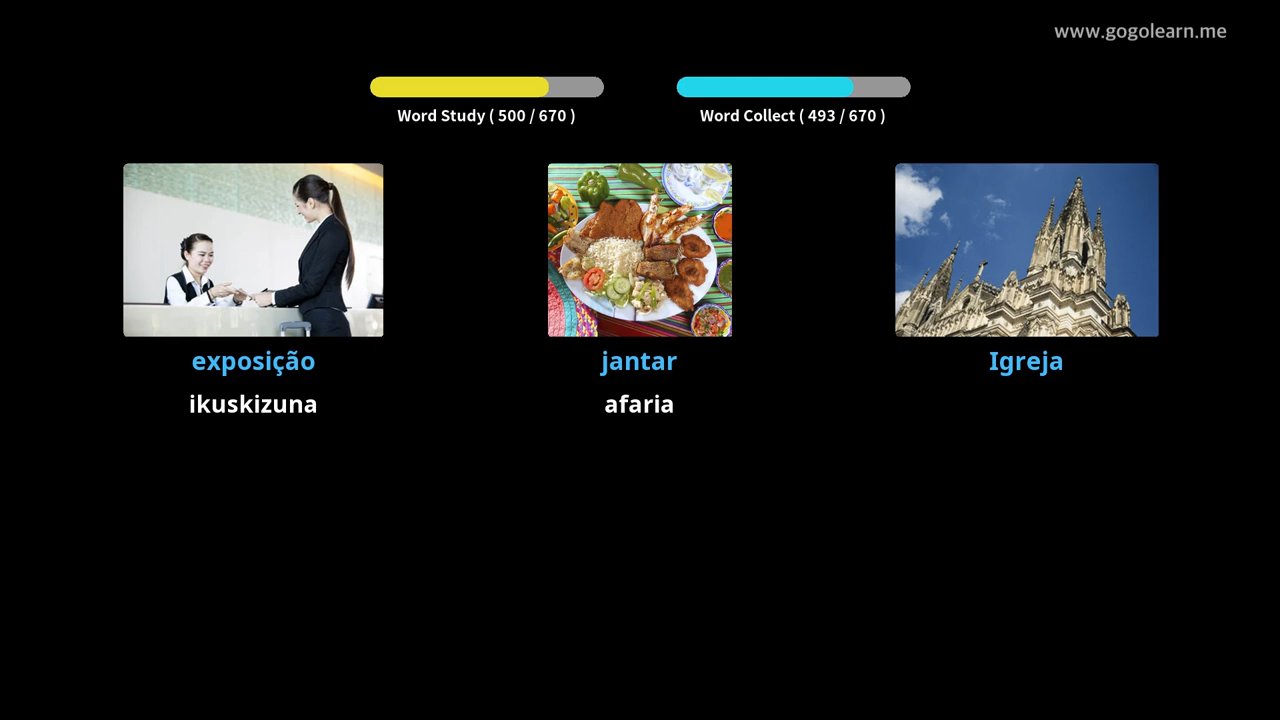 www.gogolearn.me
Word Study ( 500 / 670 )
Word Collect ( 493 / 670 )
exposição
jantar
Igreja
ikuskizuna
afaria